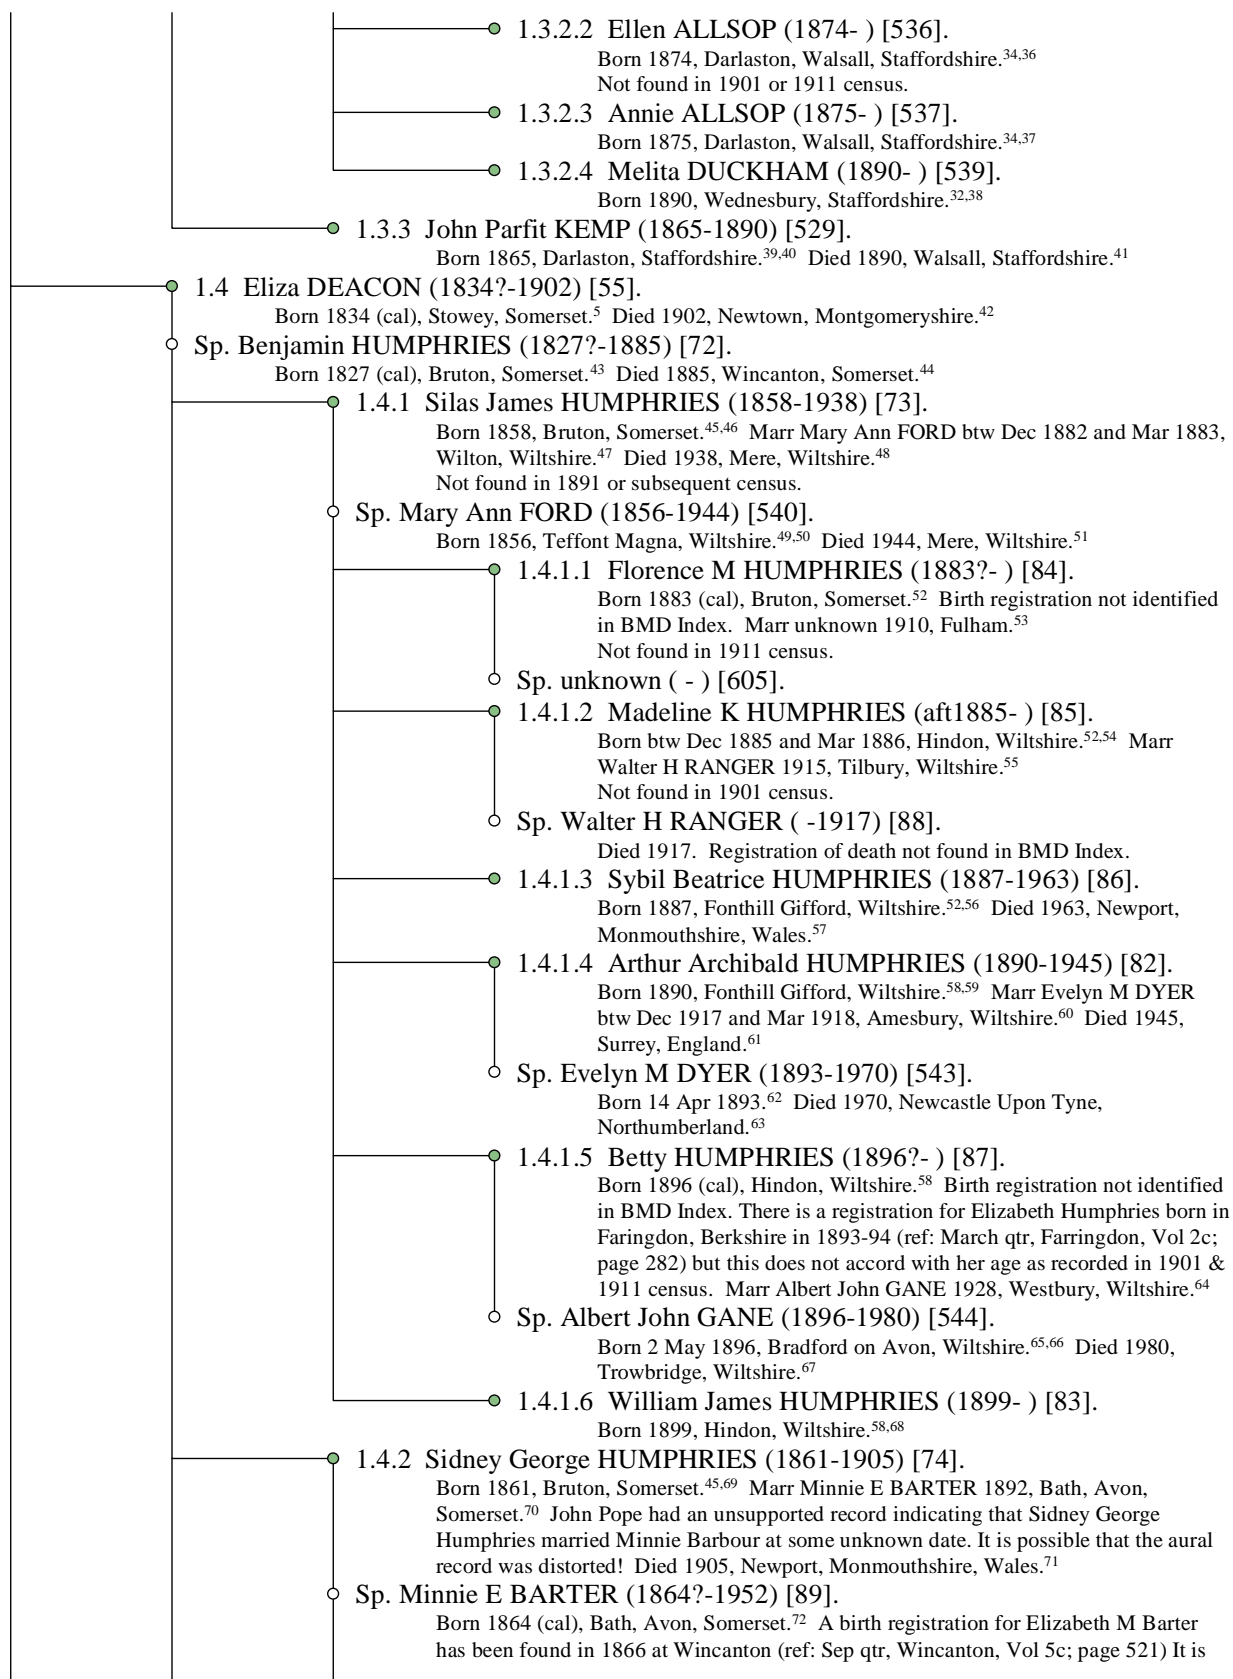 1.3.2.2 Ellen ALLSOP (1874- ) [536].
Born 1874, Darlaston, Walsall, Staffordshire.34,36
Not found in 1901 or 1911 census.
1.3.2.3 Annie ALLSOP (1875- ) [537].
Born 1875, Darlaston, Walsall, Staffordshire.34,37
1.3.2.4 Melita DUCKHAM (1890- ) [539].
Born 1890, Wednesbury, Staffordshire.32,38
1.3.3 John Parfit KEMP (1865-1890) [529].
Born 1865, Darlaston, Staffordshire.39,40 Died 1890, Walsall, Staffordshire.41
1.4 Eliza DEACON (1834?-1902) [55].
Born 1834 (cal), Stowey, Somerset.5 Died 1902, Newtown, Montgomeryshire.42
Sp. Benjamin HUMPHRIES (1827?-1885) [72].
Born 1827 (cal), Bruton, Somerset.43 Died 1885, Wincanton, Somerset.44
1.4.1 Silas James HUMPHRIES (1858-1938) [73].
Born 1858, Bruton, Somerset.45,46 Marr Mary Ann FORD btw Dec 1882 and Mar 1883,
Wilton, Wiltshire.47 Died 1938, Mere, Wiltshire.48
Not found in 1891 or subsequent census.
Sp. Mary Ann FORD (1856-1944) [540].
Born 1856, Teffont Magna, Wiltshire.49,50 Died 1944, Mere, Wiltshire.51
1.4.1.1 Florence M HUMPHRIES (1883?- ) [84].
Born 1883 (cal), Bruton, Somerset.52 Birth registration not identified
in BMD Index. Marr unknown 1910, Fulham.53
Not found in 1911 census.
Sp. unknown ( - ) [605].
1.4.1.2 Madeline K HUMPHRIES (aft1885- ) [85].
Born btw Dec 1885 and Mar 1886, Hindon, Wiltshire.52,54 Marr
Walter H RANGER 1915, Tilbury, Wiltshire.55
Not found in 1901 census.
Sp. Walter H RANGER ( -1917) [88].
Died 1917. Registration of death not found in BMD Index.
1.4.1.3 Sybil Beatrice HUMPHRIES (1887-1963) [86].
Born 1887, Fonthill Gifford, Wiltshire.52,56 Died 1963, Newport,
Monmouthshire, Wales.57
1.4.1.4 Arthur Archibald HUMPHRIES (1890-1945) [82].
Born 1890, Fonthill Gifford, Wiltshire.58,59 Marr Evelyn M DYER
btw Dec 1917 and Mar 1918, Amesbury, Wiltshire.60 Died 1945,
Surrey, England.61
Sp. Evelyn M DYER (1893-1970) [543].
Born 14 Apr 1893.62 Died 1970, Newcastle Upon Tyne,
Northumberland.63
1.4.1.5 Betty HUMPHRIES (1896?- ) [87].
Born 1896 (cal), Hindon, Wiltshire.58 Birth registration not identified
in BMD Index. There is a registration for Elizabeth Humphries born in
Faringdon, Berkshire in 1893-94 (ref: March qtr, Farringdon, Vol 2c;
page 282) but this does not accord with her age as recorded in 1901 &
1911 census. Marr Albert John GANE 1928, Westbury, Wiltshire.64
Sp. Albert John GANE (1896-1980) [544].
Born 2 May 1896, Bradford on Avon, Wiltshire.65,66 Died 1980,
Trowbridge, Wiltshire.67
1.4.1.6 William James HUMPHRIES (1899- ) [83].
Born 1899, Hindon, Wiltshire.58,68
1.4.2 Sidney George HUMPHRIES (1861-1905) [74].
Born 1861, Bruton, Somerset.45,69 Marr Minnie E BARTER 1892, Bath, Avon,
Somerset.70 John Pope had an unsupported record indicating that Sidney George
Humphries married Minnie Barbour at some unknown date. It is possible that the aural
record was distorted! Died 1905, Newport, Monmouthshire, Wales.71
Sp. Minnie E BARTER (1864?-1952) [89].
Born 1864 (cal), Bath, Avon, Somerset.72 A birth registration for Elizabeth M Barter
has been found in 1866 at Wincanton (ref: Sep qtr, Wincanton, Vol 5c; page 521) It is